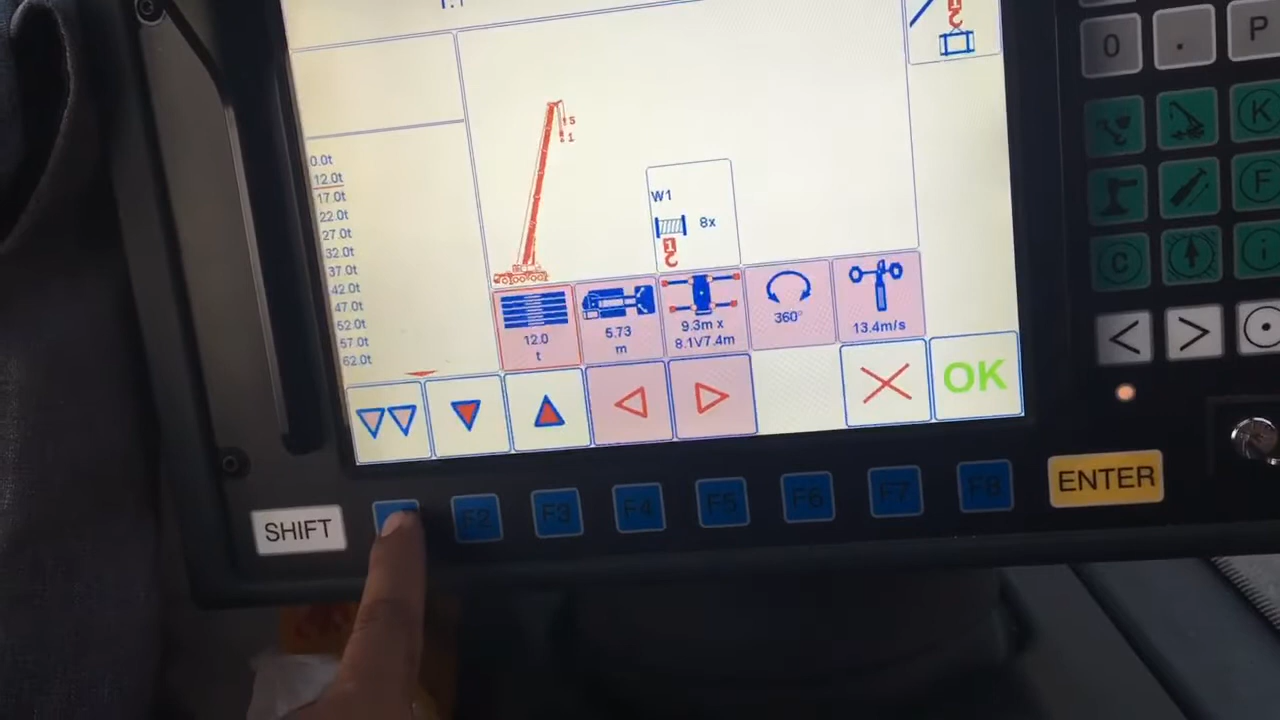 0
.
P
S
1
0.0t
12.0t
17.0t
22.0t
27.0t
32.0t
37.0t
42.0t
47.0t
52.0t
57.0t
62.0t
W1
8x
1
12.0
t
5.73
m
9.3m x
8.1V7.4m
360°
13.4m/s
OK
K
F
C
i
<
>
SHIFT
F2
F3
F4
F5
F6
F7
F8
ENTER